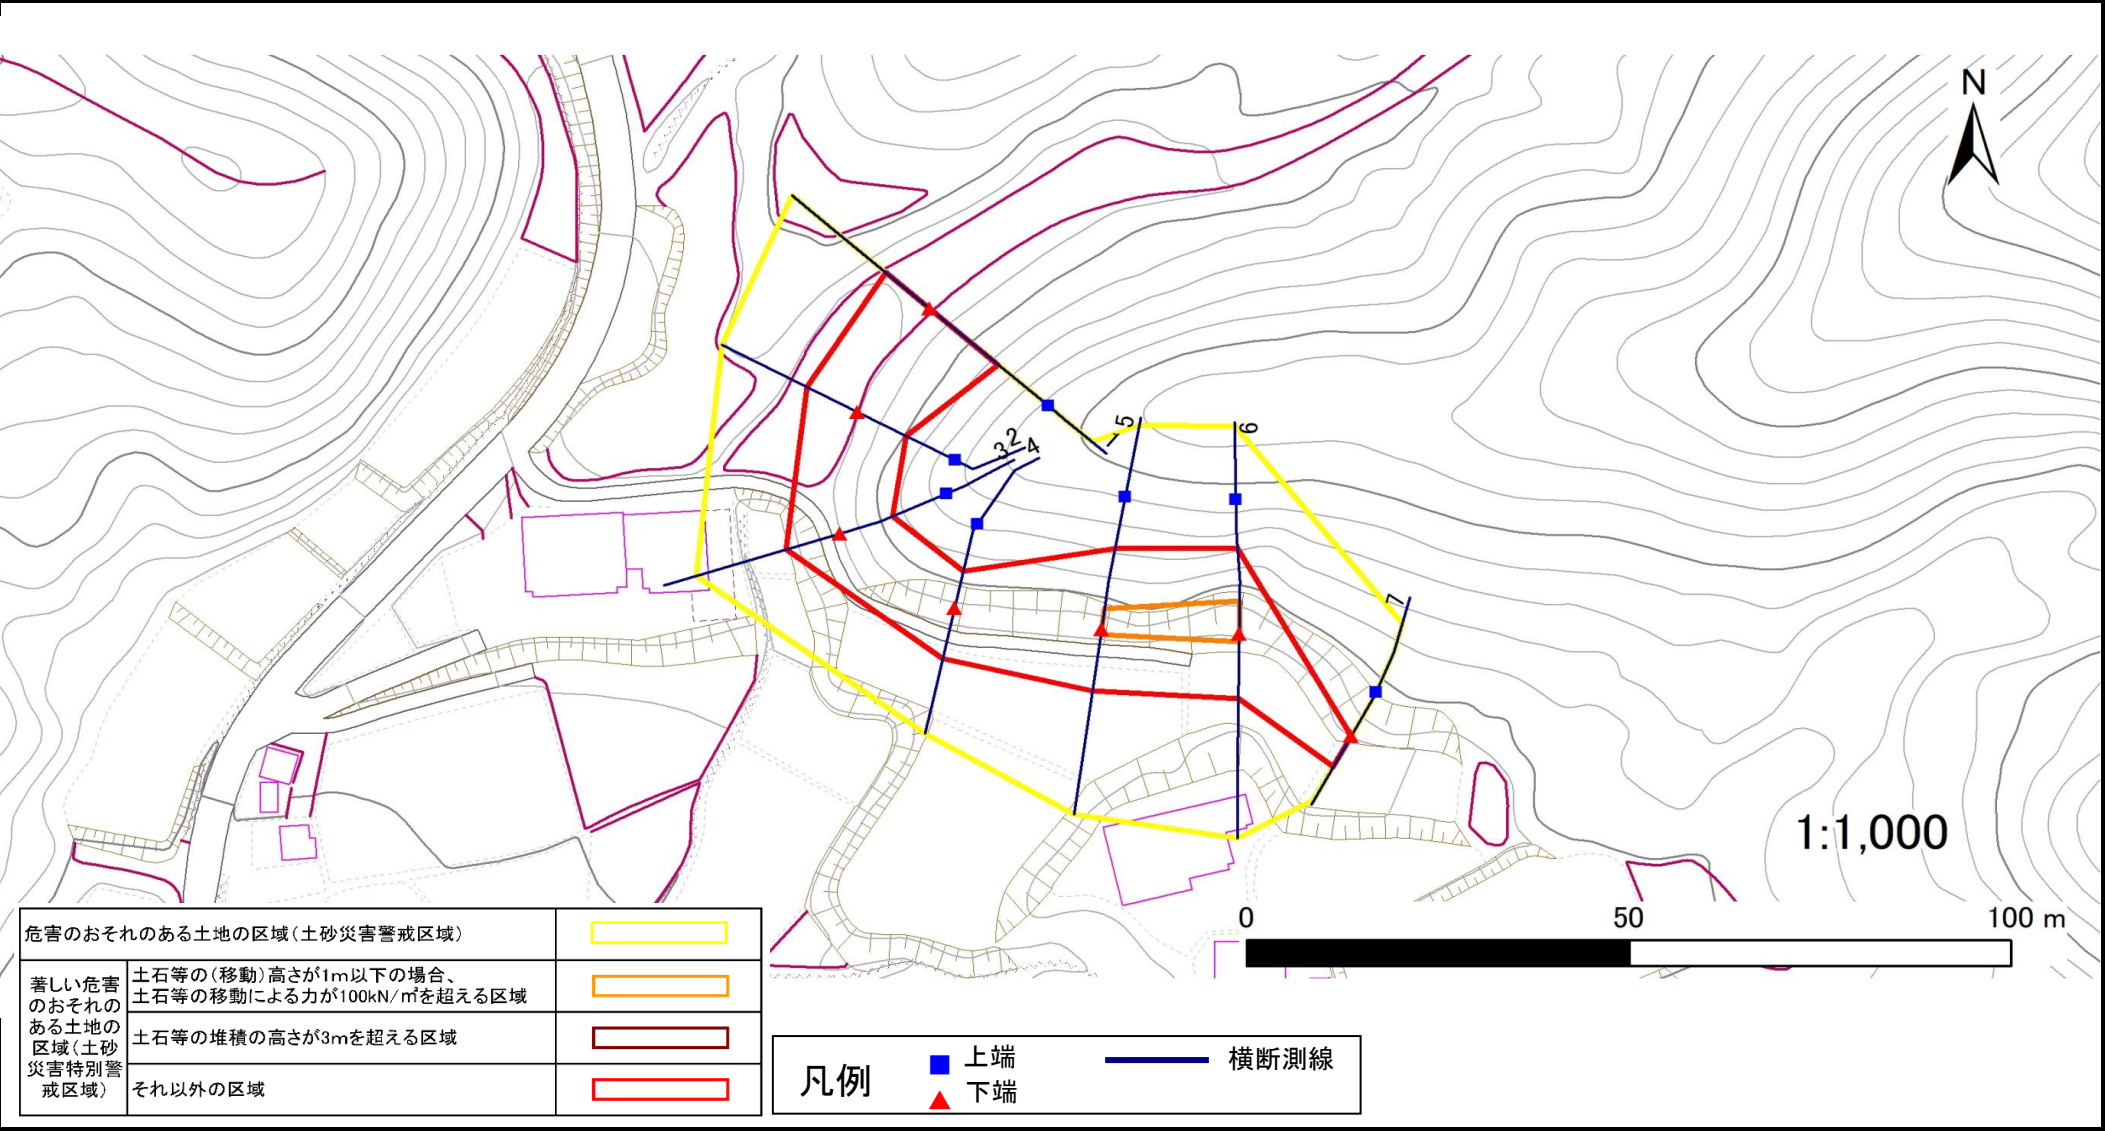 N
1
2
3
4
5
6
7
1:1,000
0 50 100 m
危害のおそれのある土地の区域(土砂災害警戒区域)
著しい危害
のおそれの
ある土地の
区域(土砂
災害特別警
戒区域)
土石等の(移動)高さが1m以下の場合、
土石等の移動による力が100kN/㎡を超える区域
土石等の堆積の高さが3mを超える区域
それ以外の区域
凡例
上端
下端
横断測線